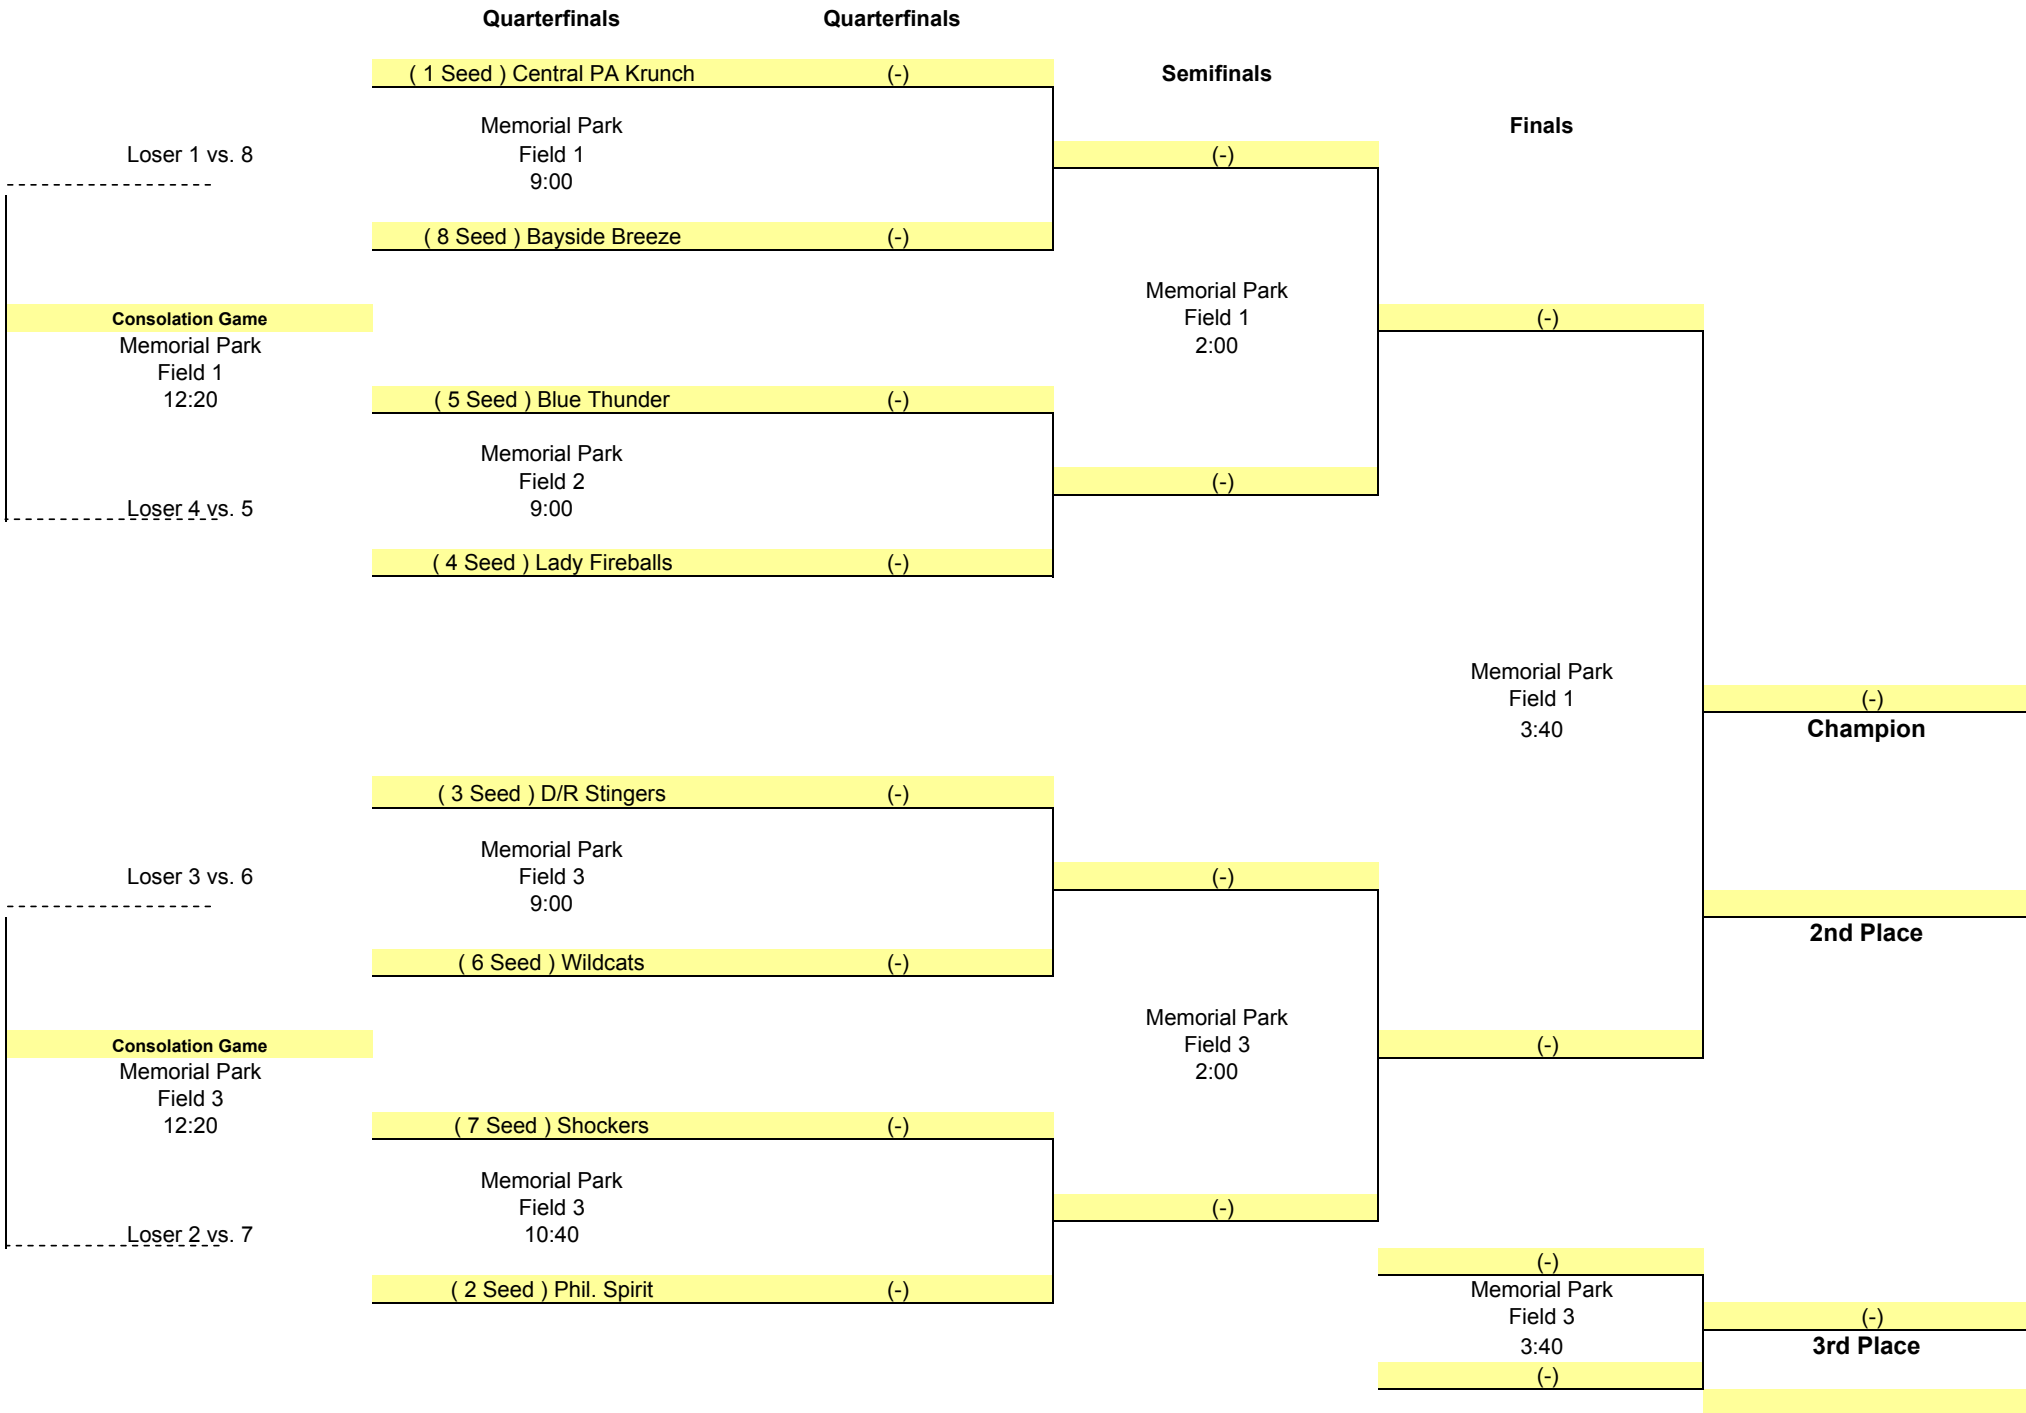 Quarterfinals
Quarterfinals
( 1 Seed ) Central PA Krunch
(-)
Semifinals
Memorial Park
Finals
Loser 1 vs. 8
Field 1
(-)
9:00
( 8 Seed ) Bayside Breeze
(-)
Memorial Park
Consolation Game
Field 1
(-)
Memorial Park
2:00
Field 1
12:20
( 5 Seed ) Blue Thunder
(-)
Memorial Park
Field 2
(-)
Loser 4 vs. 5
9:00
( 4 Seed ) Lady Fireballs
(-)
Memorial Park
Field 1
(-)
3:40
Champion
( 3 Seed ) D/R Stingers
(-)
Memorial Park
Loser 3 vs. 6
Field 3
(-)
9:00
2nd Place
( 6 Seed ) Wildcats
(-)
Memorial Park
Consolation Game
Field 3
(-)
Memorial Park
2:00
Field 3
12:20
( 7 Seed ) Shockers
(-)
Memorial Park
Field 3
(-)
Loser 2 vs. 7
10:40
(-)
( 2 Seed ) Phil. Spirit
(-)
Memorial Park
Field 3
(-)
3:40
3rd Place
(-)